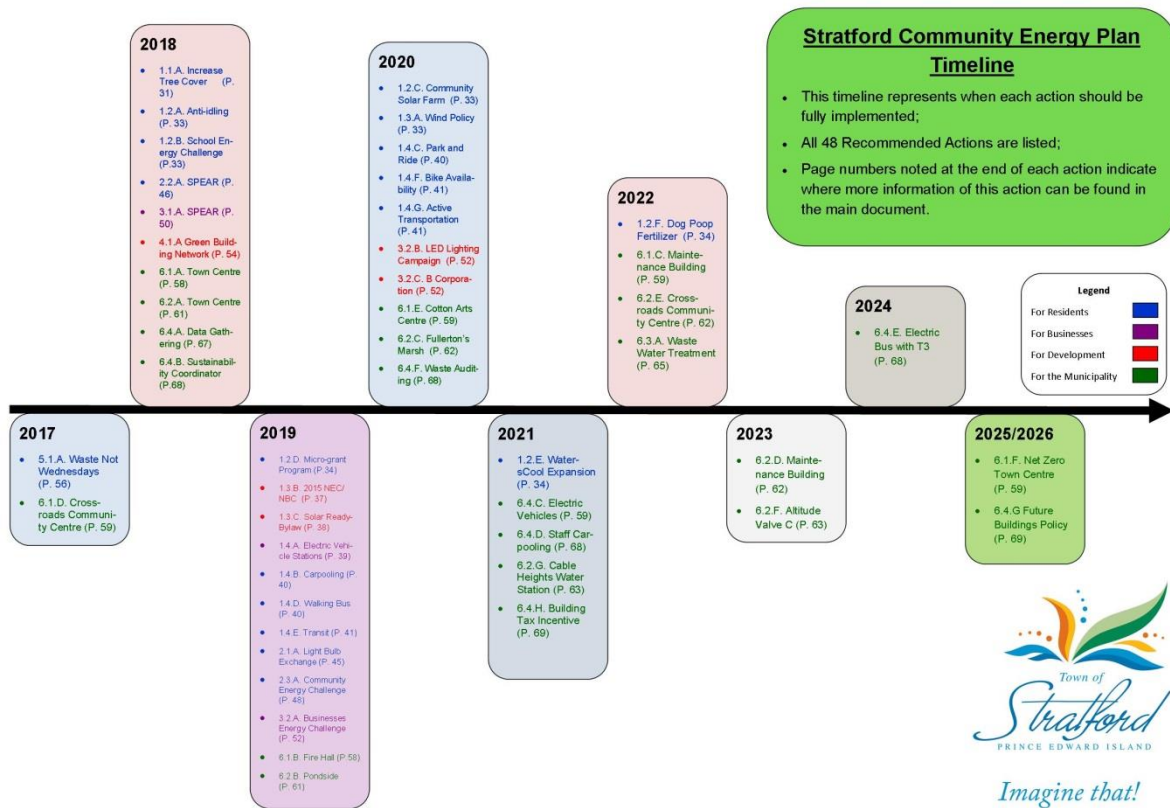 Stratford Community Energy Plan
Timeline
• This timeline represents when each action should be
fully implemented;
• All 48 Recommended Actions are listed;
• Page numbers noted at the end of each action indicate
where more information of this action can be found in
the main document.
2018
• 1.1.A. Increase
Tree Cover (P.
31)
• 1.2.A. Anti-idling
(P. 33)
• 1.2.B. School En-
ergy Challenge
(P.33)
• 2.2.A. SPEAR (P.
46)
• 3.1.A. SPEAR (P.
50)
• 4.1.A Green Build-
ing Network (P. 54)
• 6.1.A. Town Centre
(P. 58)
• 6.2.A. Town Centre
(P. 61)
• 6.4.A. Data Gath-
ering (P. 67)
• 6.4.B. Sustainabil-
ity Coordinator
(P.68)
2020
• 1.2.C. Community
Solar Farm (P. 33)
• 1.3.A. Wind Policy
(P. 33)
• 1.4.C. Park and
Ride (P. 40)
• 1.4.F. Bike Availa-
bility (P. 41)
• 1.4.G. Active
Transportation
(P. 41)
• 3.2.B. LED Lighting
Campaign (P. 52)
• 3.2.C. B Corpora-
tion (P. 52)
• 6.1.E. Cotton Arts
Centre (P. 59)
• 6.2.C. Fullerton's
Marsh (P. 62)
• 6.4.F. Waste Audit-
ing (P. 68)
2022
• 1.2.F. Dog Poop
Fertilizer (P. 34)
• 6.1.C. Mainte-
nance Building
(P. 59)
• 6.2.E. Cross-
roads Communi-
ty Centre (P. 62)
• 6.3.A. Waste
Water Treatment
(P. 65)
2024
• 6.4.E. Electric
Bus with T3
(P. 68)
Legend
For Residents
For Businesses
For Development
For the Municipality
2017
• 5.1.A. Waste Not
Wednesdays
(P. 56)
• 6.1.D. Cross-
roads Community
Centre (P. 59)
2019
• 1.2.D. Micro-grant
Program (P.34)
• 1.3.B. 2015 NEC/
NBC (P. 37)
• 1.3.C. Solar Ready-
Bylaw (P. 38)
• 1.4.A. Electric Vehi-
cle Stations (P. 39)
• 1.4.B. Carpooling (P.
40)
• 1.4.D. Walking Bus
(P. 40)
• 1.4.E. Transit (P. 41)
• 2.1.A. Light Bulb
Exchange (P. 45)
• 2.3.A. Community
Energy Challenge
(P. 48)
• 3.2.A. Businesses
Energy Challenge
(P. 52)
• 6.1.B. Fire Hall (P.58)
• 6.2.B. Pondside
(P. 61)
2021
• 1.2.E. Water-
sCool Expansion
(P. 34)
• 6.4.C. Electric
Vehicles (P. 59)
• 6.4.D. Staff Car-
pooling (P. 68)
• 6.2.G. Cable
Heights Water
Station (P. 63)
• 6.4.H. Building
Tax Incentive
(P. 69)
2023
• 6.2.D. Mainte-
nance Building
(P. 62)
• 6.2.F. Altitude
Valve C (P. 63)
2025/2026
• 6.1.F. Net Zero
Town Centre
(P. 59)
• 6.4.G Future
Buildings Policy
(P. 69)
Town of
Stratford
PRINCE EDWARD ISLAND
Imagine that!